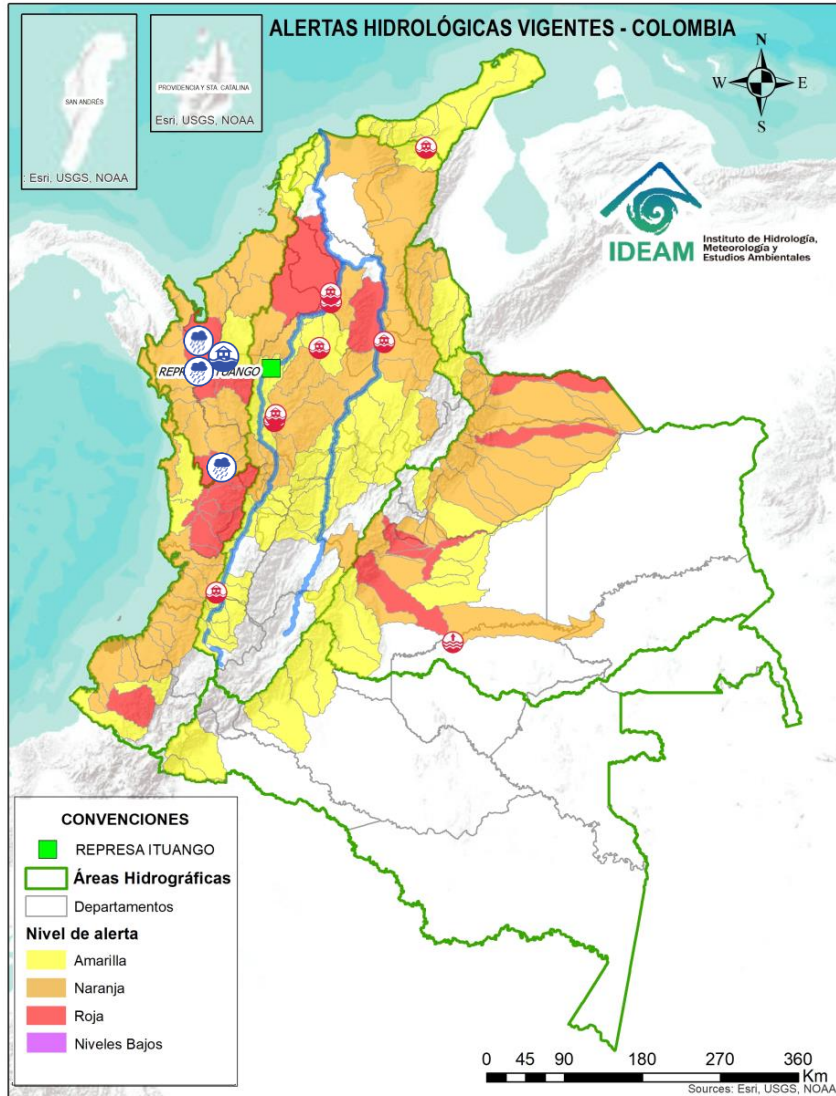 ALERTAS HIDROLÓGICAS VIGENTES - COLOMBIA
SAN ANDRÉS
: Esri, USGS, NOAA
PROVIDENCIA Y STA. CATALINA
Esri, USGS, NOAA
N
W
E
S
IDEAM
Instituto de Hidrología,
Meteorología y
Estudios Ambientales
CONVENCIONES
REPRESA ITUANGO
Áreas Hidrográficas
Departamentos
Nivel de alerta
Amarilla
Naranja
Roja
Niveles Bajos
0 45 90 180 270 360
Km
Sources: Esri, USGS, NOAA